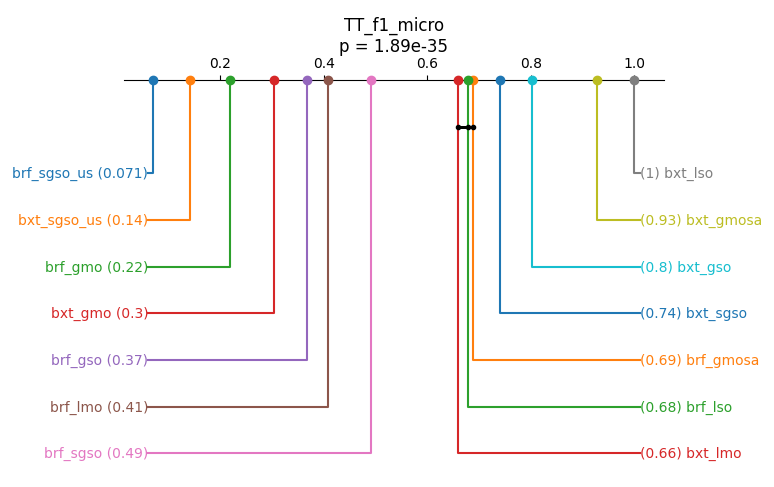 TT_f1_micro
p = 1.89e-35
0.2 0.4 0.6 0.8 1.0
brf_sgso_us (0.071) (1) bxt_lso
bxt_sgso_us (0.14) (0.93) bxt_gmosa
brf_gmo (0.22) (0.8) bxt_gso
bxt_gmo (0.3) (0.74) bxt_sgso
brf_gso (0.37) (0.69) brf_gmosa
brf_lmo (0.41) (0.68) brf_lso
brf_sgso (0.49) (0.66) bxt_lmo